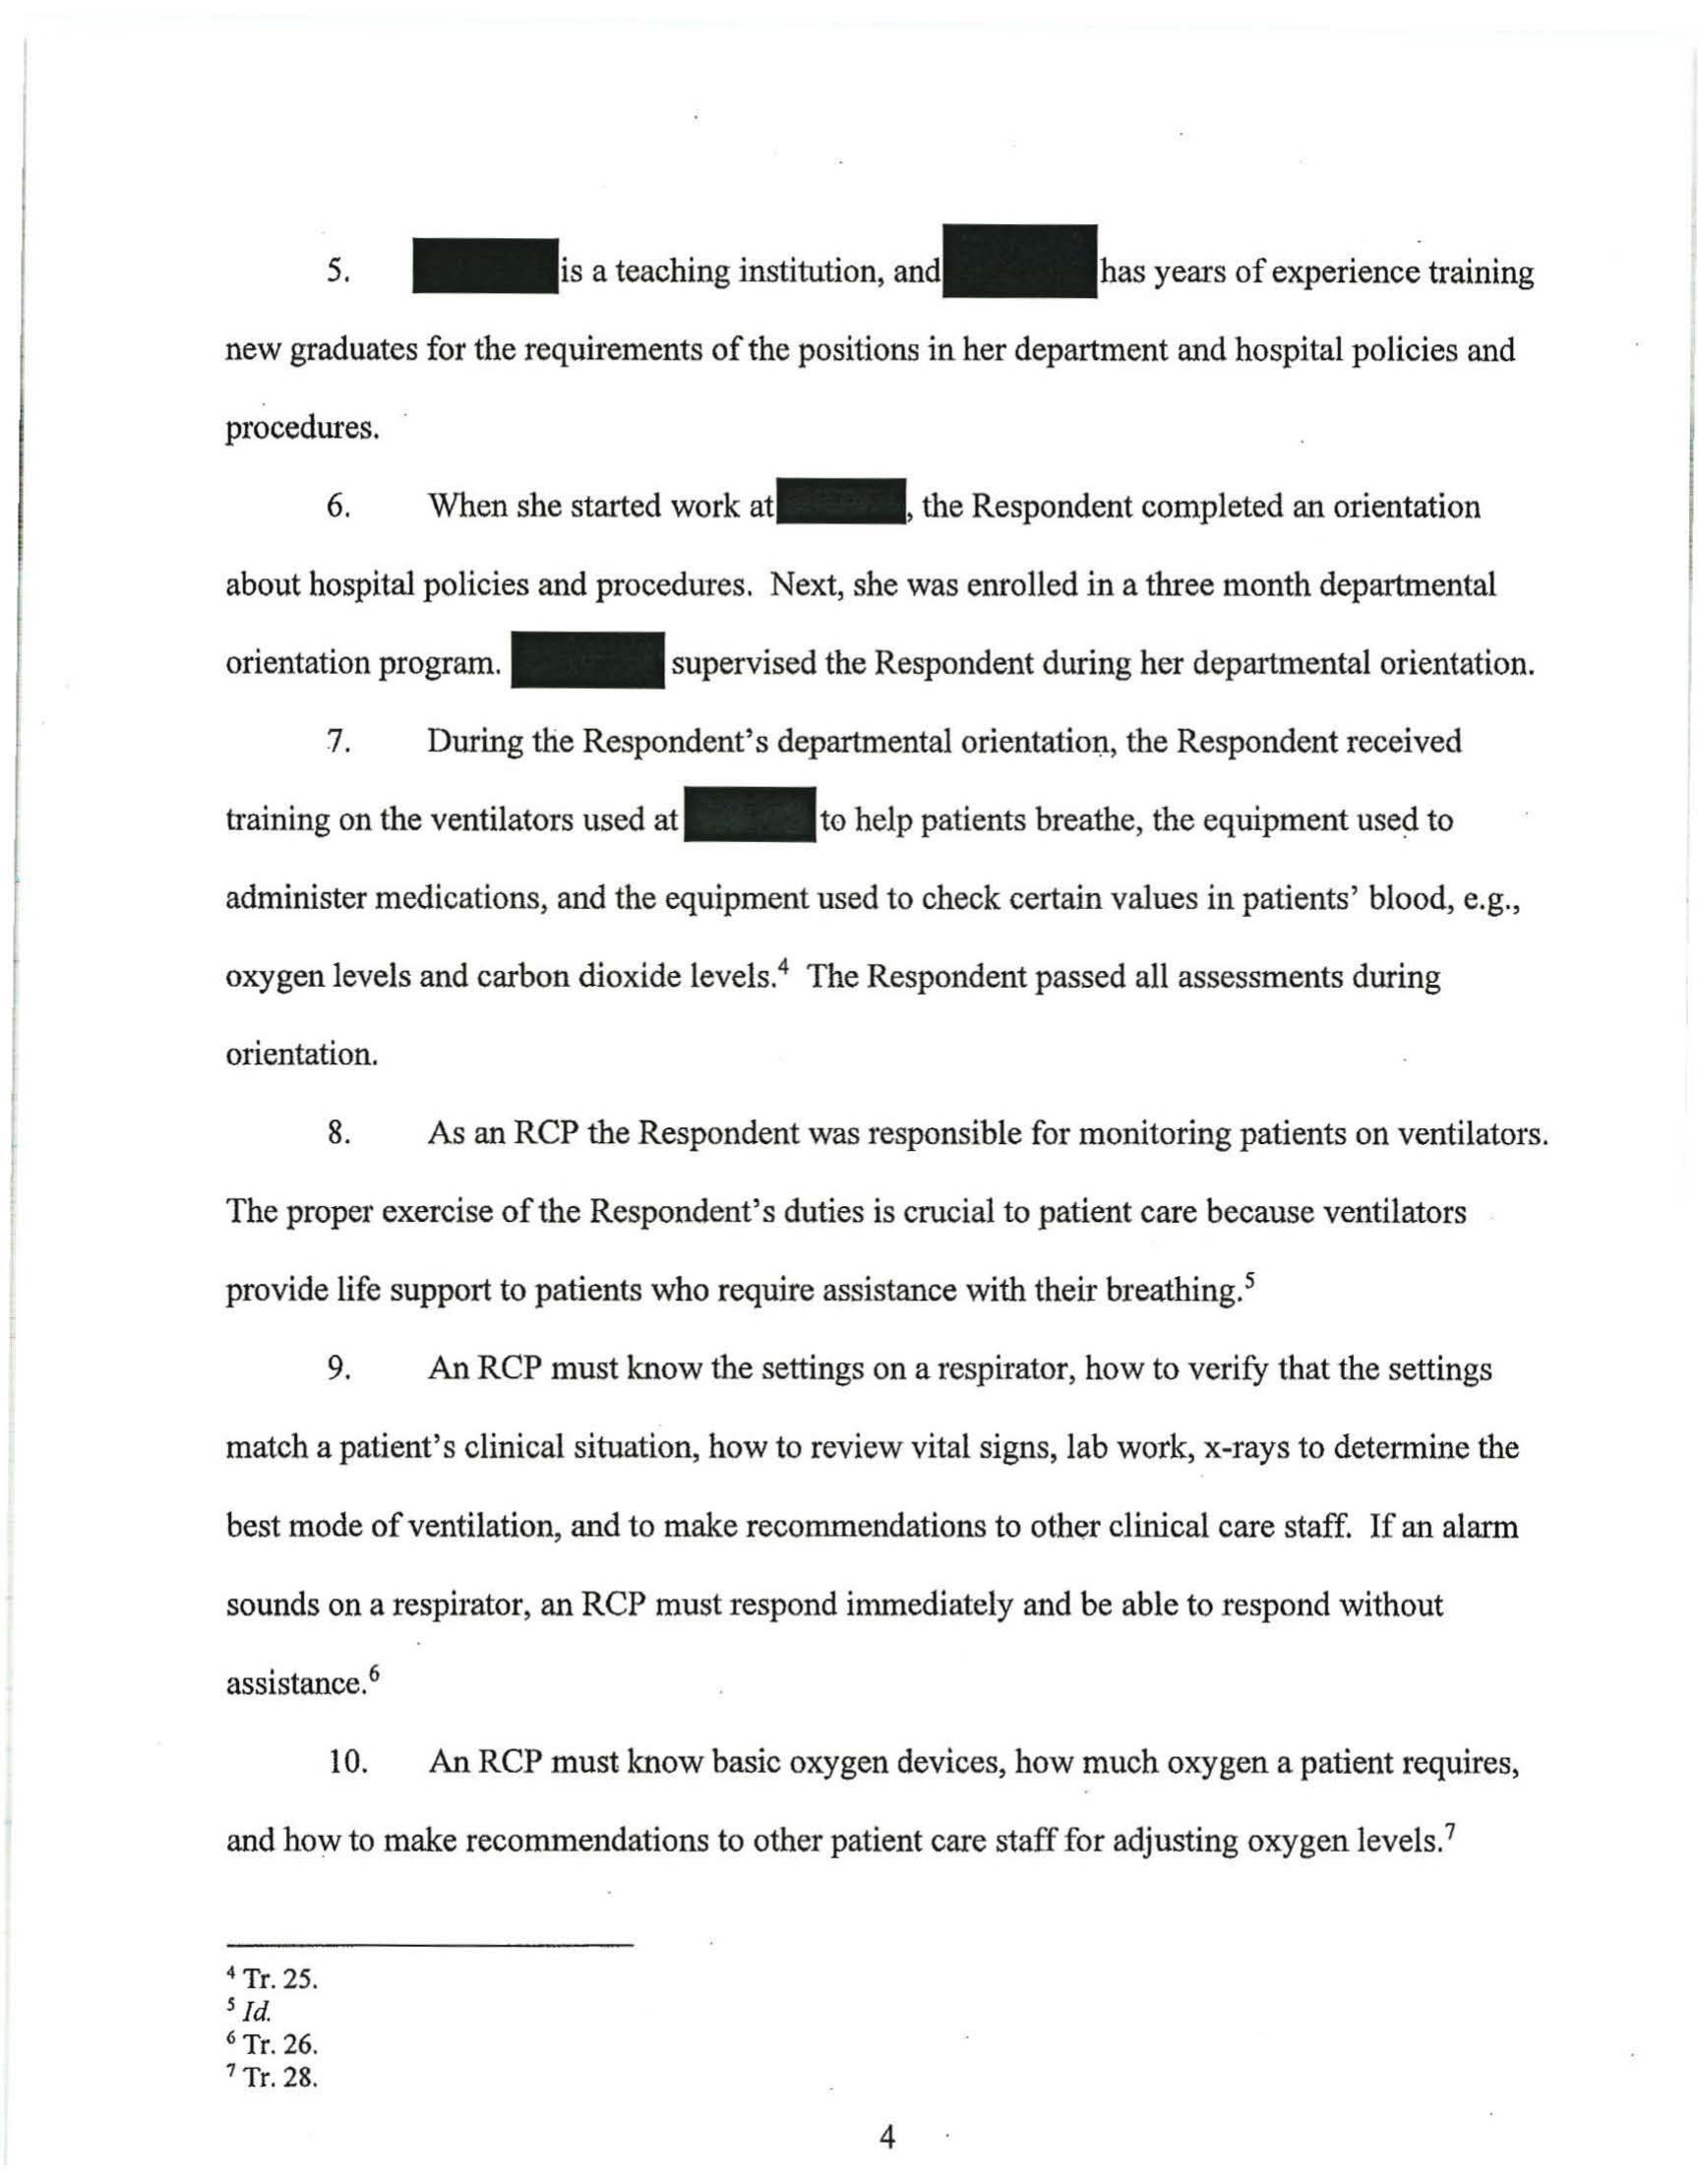 5. is a teaching institution, and has years of experience training
new graduates for the requirements of the positions in her department and hospital policies and
procedures.
6. When she started work at , the Respondent completed an orientation
about hospital policies and procedures. Next, she was enrolled in a three month departmental
orientation program. supervised the Respondent during her departmental orientation.
7. During the Respondent's departmental orientation, the Respondent received
training on the ventilators used at to help patients breathe, the equipment used to
administer medications, and the equipment used to check certain values in patients' blood, e.g.,
oxygen levels and carbon dioxide levels.⁴ The Respondent passed all assessments during
orientation.
8. As an RCP the Respondent was responsible for monitoring patients on ventilators.
The proper exercise of the Respondent's duties is crucial to patient care because ventilators
provide life support to patients who require assistance with their breathing.⁵
9. An RCP must know the settings on a respirator, how to verify that the settings
match a patient's clinical situation, how to review vital signs, lab work, x-rays to determine the
best mode of ventilation, and to make recommendations to other clinical care staff. If an alarm
sounds on a respirator, an RCP must respond immediately and be able to respond without
assistance.⁶
10. An RCP must know basic oxygen devices, how much oxygen a patient requires,
and how to make recommendations to other patient care staff for adjusting oxygen levels.⁷
⁴ Tr. 25.
⁵ Id.
⁶ Tr. 26.
⁷ Tr. 28.
4